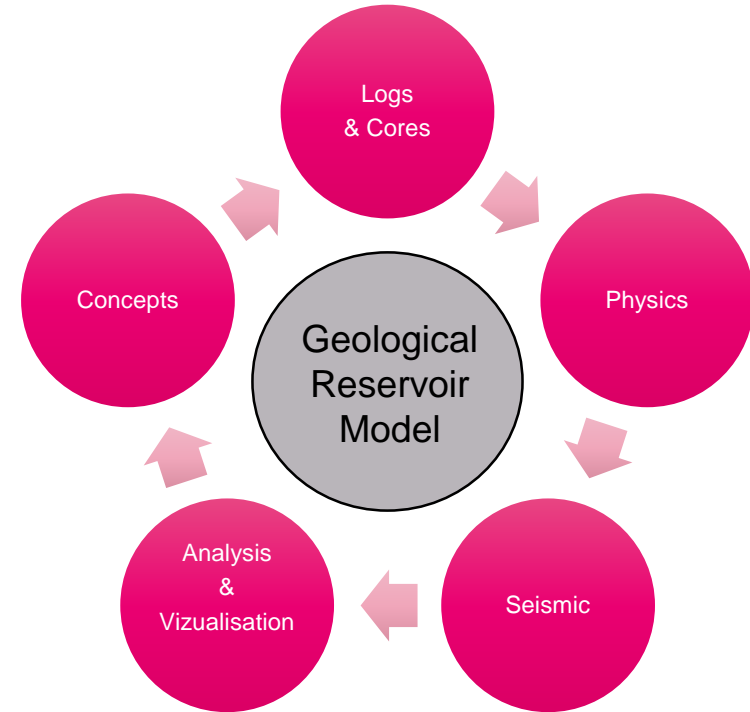 Logs
& Cores
Physics
Seismic
Analysis
&
Vizualisation
Concepts
Geological
Reservoir
Model